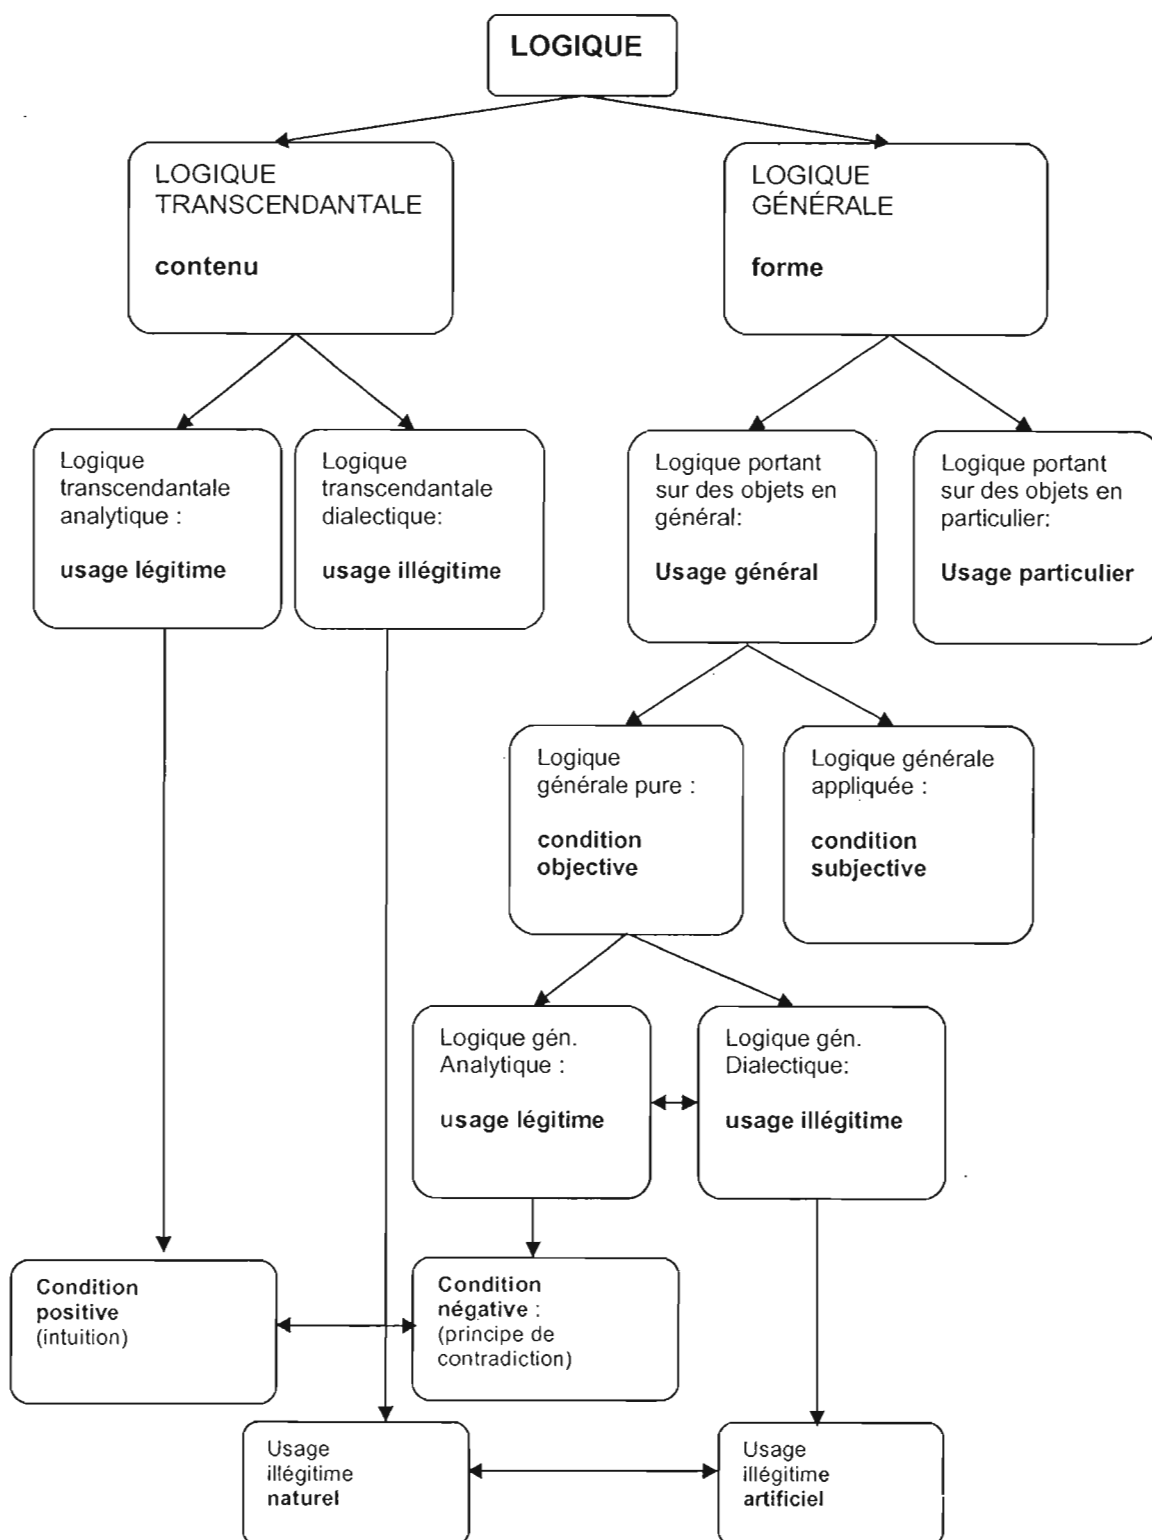 LOGIQUE
LOGIQUE
TRANSCENDANTALE
contenu
LOGIQUE
GÉNÉRALE
forme
Logique
transcendantale
analytique :
usage légitime
Logique
transcendantale
dialectique:
usage illégitime
Logique portant
sur des objets en
général:
Usage général
Logique portant
sur des objets en
particulier:
Usage particulier
Logique
générale pure :
condition
objective
Logique générale
appliquée :
condition
subjective
Logique gén.
Analytique :
usage légitime
Logique gén.
Dialectique:
usage illégitime
Condition
positive
(intuition)
Condition
négative :
(principe de
contradiction)
Usage
illégitime
naturel
Usage
illégitime
artificiel